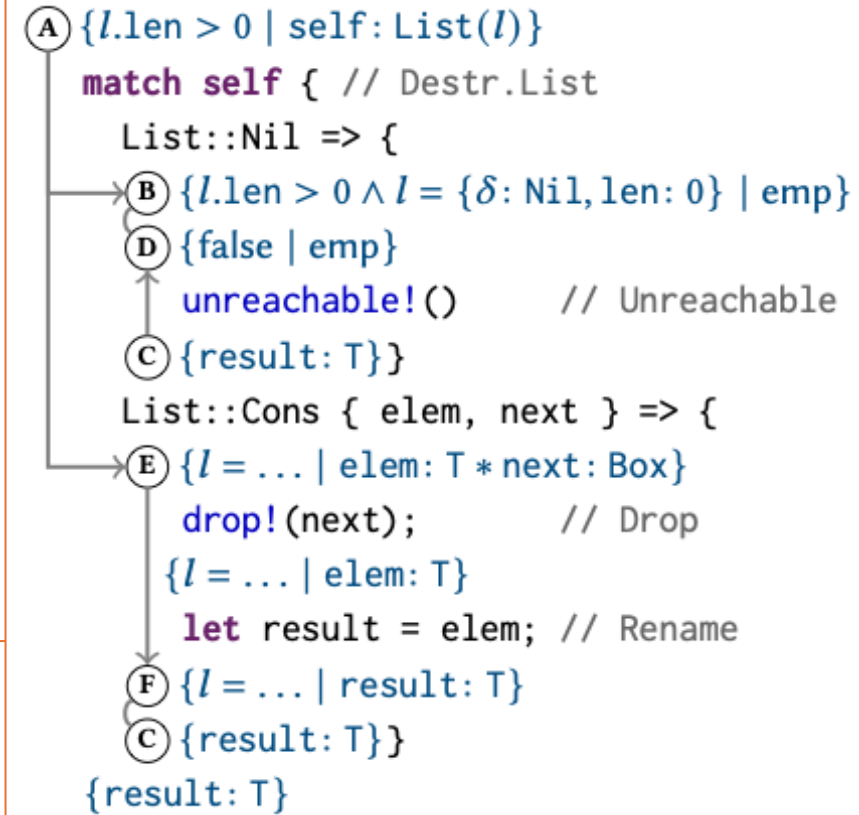 A {l.len > 0 | self: List(l)}
match self { // Destr.List
List::Nil => {
B {l.len > 0 ∧ l = {δ: Nil, len: 0} | emp}
D {false | emp}
unreachable!() // Unreachable
C {result: T}}
List::Cons { elem, next } => {
E {l = ... | elem: T * next: Box}
drop!(next); // Drop
{l = ... | elem: T}
let result = elem; // Rename
F {l = ... | result: T}
C {result: T}}
{result: T}